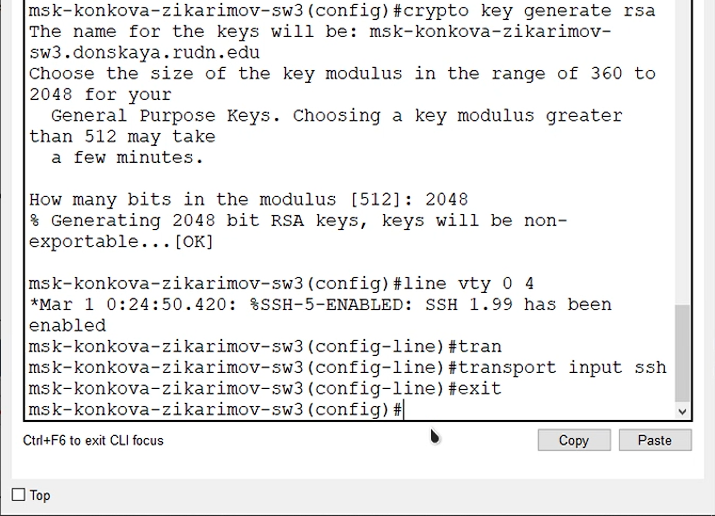 msk-konkova-zikarimov-sw3(config)#crypto key generate rsa
The name for the keys will be: msk-konkova-zikarimov-
sw3.donskaya.rudn.edu
Choose the size of the key modulus in the range of 360 to
2048 for your
  General Purpose Keys. Choosing a key modulus greater
than 512 may take
  a few minutes.

How many bits in the modulus [512]: 2048
% Generating 2048 bit RSA keys, keys will be non-
exportable...[OK]

msk-konkova-zikarimov-sw3(config)#line vty 0 4
*Mar 1 0:24:50.420: %SSH-5-ENABLED: SSH 1.99 has been
enabled
msk-konkova-zikarimov-sw3(config-line)#tran
msk-konkova-zikarimov-sw3(config-line)#transport input ssh
msk-konkova-zikarimov-sw3(config-line)#exit
msk-konkova-zikarimov-sw3(config)#
Ctrl+F6 to exit CLI focus
Copy
Paste
Top